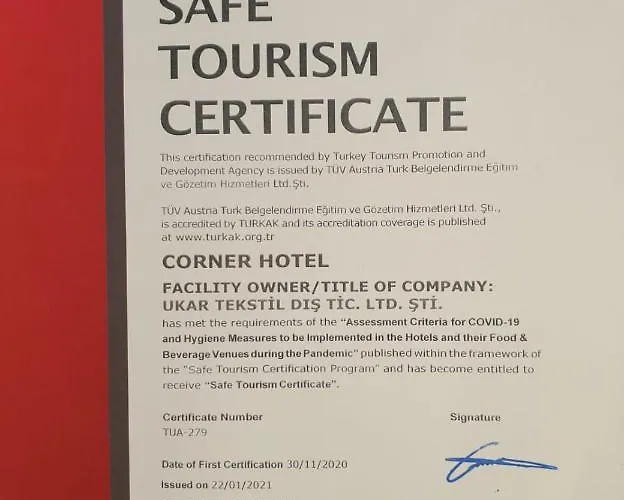 SAFE
TOURISM
CERTIFICATE
This certification recommended by Turkey Tourism Promotion and
Development Agency is issued by TÜV Austria Turk Belgelendirme Eğitim
ve Gözetim Hizmetleri Ltd.Şti.
TÜV Austria Turk Belgelendirme Eğitim ve Gözetim Hizmetleri Ltd. Şti.,
is accredited by TURKAK and its accreditation coverage is published
at www.turkak.org.tr
CORNER HOTEL
FACILITY OWNER/TITLE OF COMPANY:
UKAR TEKSTİL DIŞ TİC. LTD. ŞTİ.
has met the requirements of the “Assessment Criteria for COVID-19
and Hygiene Measures to be Implemented in the Hotels and their Food &
Beverage Venues during the Pandemic” published within the framework of
the “Safe Tourism Certification Program” and has become entitled to
receive “Safe Tourism Certificate”.
Certificate Number Signature
TUA-279
Date of First Certification 30/11/2020
Issued on 22/01/2021